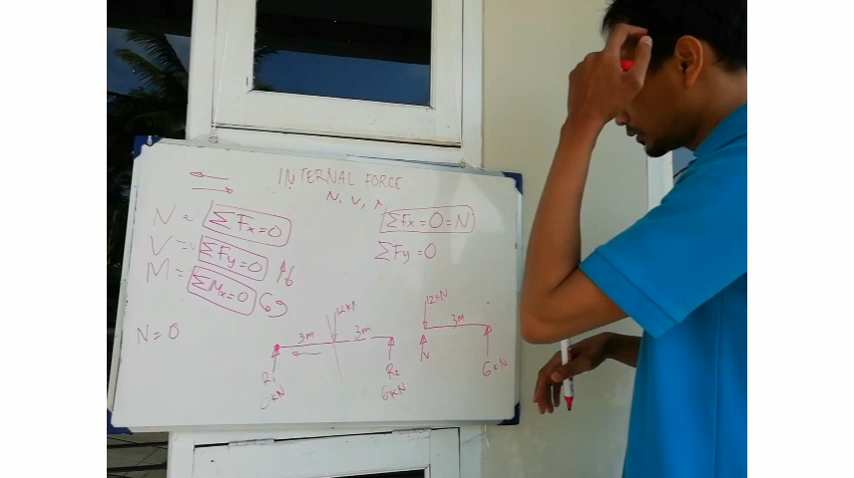 INTERNAL FORCE
N, V,
N = ΣFx=0
V = ΣFy=0
M = ΣMx=0
N=0
ΣFx=0=N
ΣFy=0
12kN
3m
3m
R1
kN
R2
6kN
12kN
3m
N
6kN